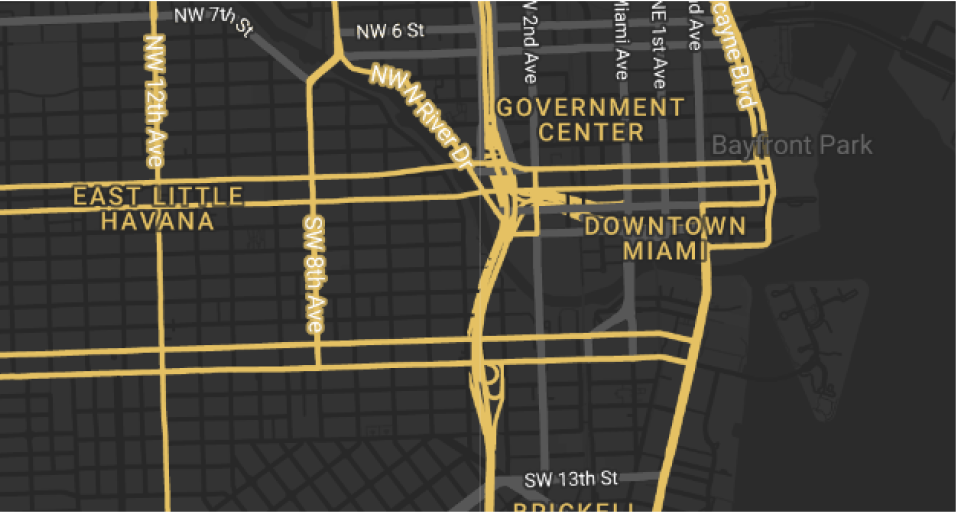 NW 7th St
NW 6 St
NW 12th Ave
NW N River Dr
V 2nd Ave
Miami Ave
NE 1st Ave
d Ave
cayne Blvd
GOVERNMENT
CENTER
Bayfront Park
EAST LITTLE
HAVANA
SW 8th Ave
DOWNTOWN
MIAMI
SW 13th St
BRICKELL